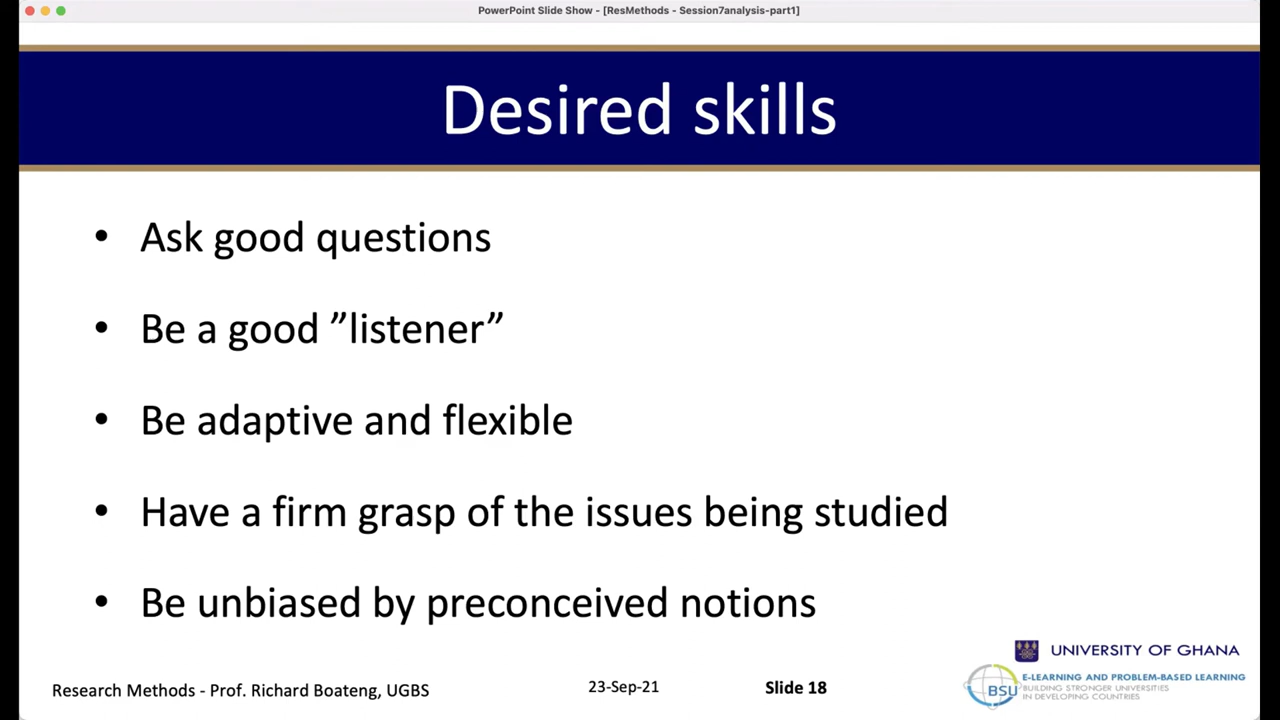 PowerPoint Slide Show - [ResMethods - Session7analysis-part1]
Desired skills
• Ask good questions
• Be a good ”listener”
• Be adaptive and flexible
• Have a firm grasp of the issues being studied
• Be unbiased by preconceived notions
UNIVERSITY OF GHANA
BSU
E-LEARNING AND PROBLEM-BASED LEARNING
BUILDING STRONGER UNIVERSITIES
IN DEVELOPING COUNTRIES
Research Methods - Prof. Richard Boateng, UGBS
23-Sep-21
Slide 18